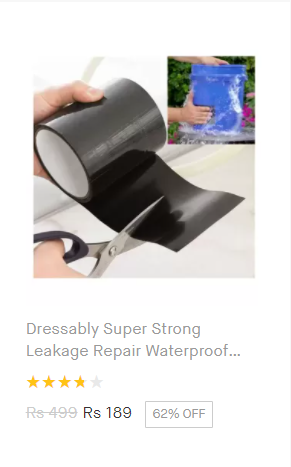 Dressably Super Strong
Leakage Repair Waterproof...
Rs 499 Rs 189 62% OFF